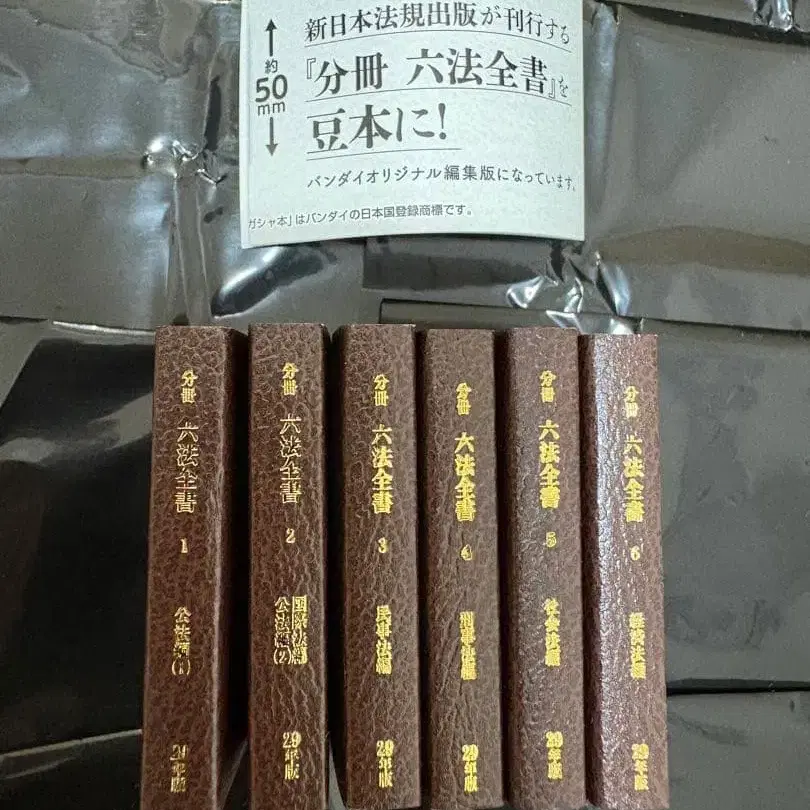 約
50
mm
新日本法規出版が刊行する
『分冊 六法全書』を
豆本に!
バンダイオリジナル編集版になっています。
ガシャ本」はバンダイの日本国登録商標です。
分冊 六法全書 1 公法編(1) 29年版
分冊 六法全書 2 国際法編 公法編(2) 29年版
分冊 六法全書 3 民事法編 29年版
分冊 六法全書 4 刑事法編 29年版
分冊 六法全書 5 社会法編 29年版
分冊 六法全書 6 経済法編 29年版